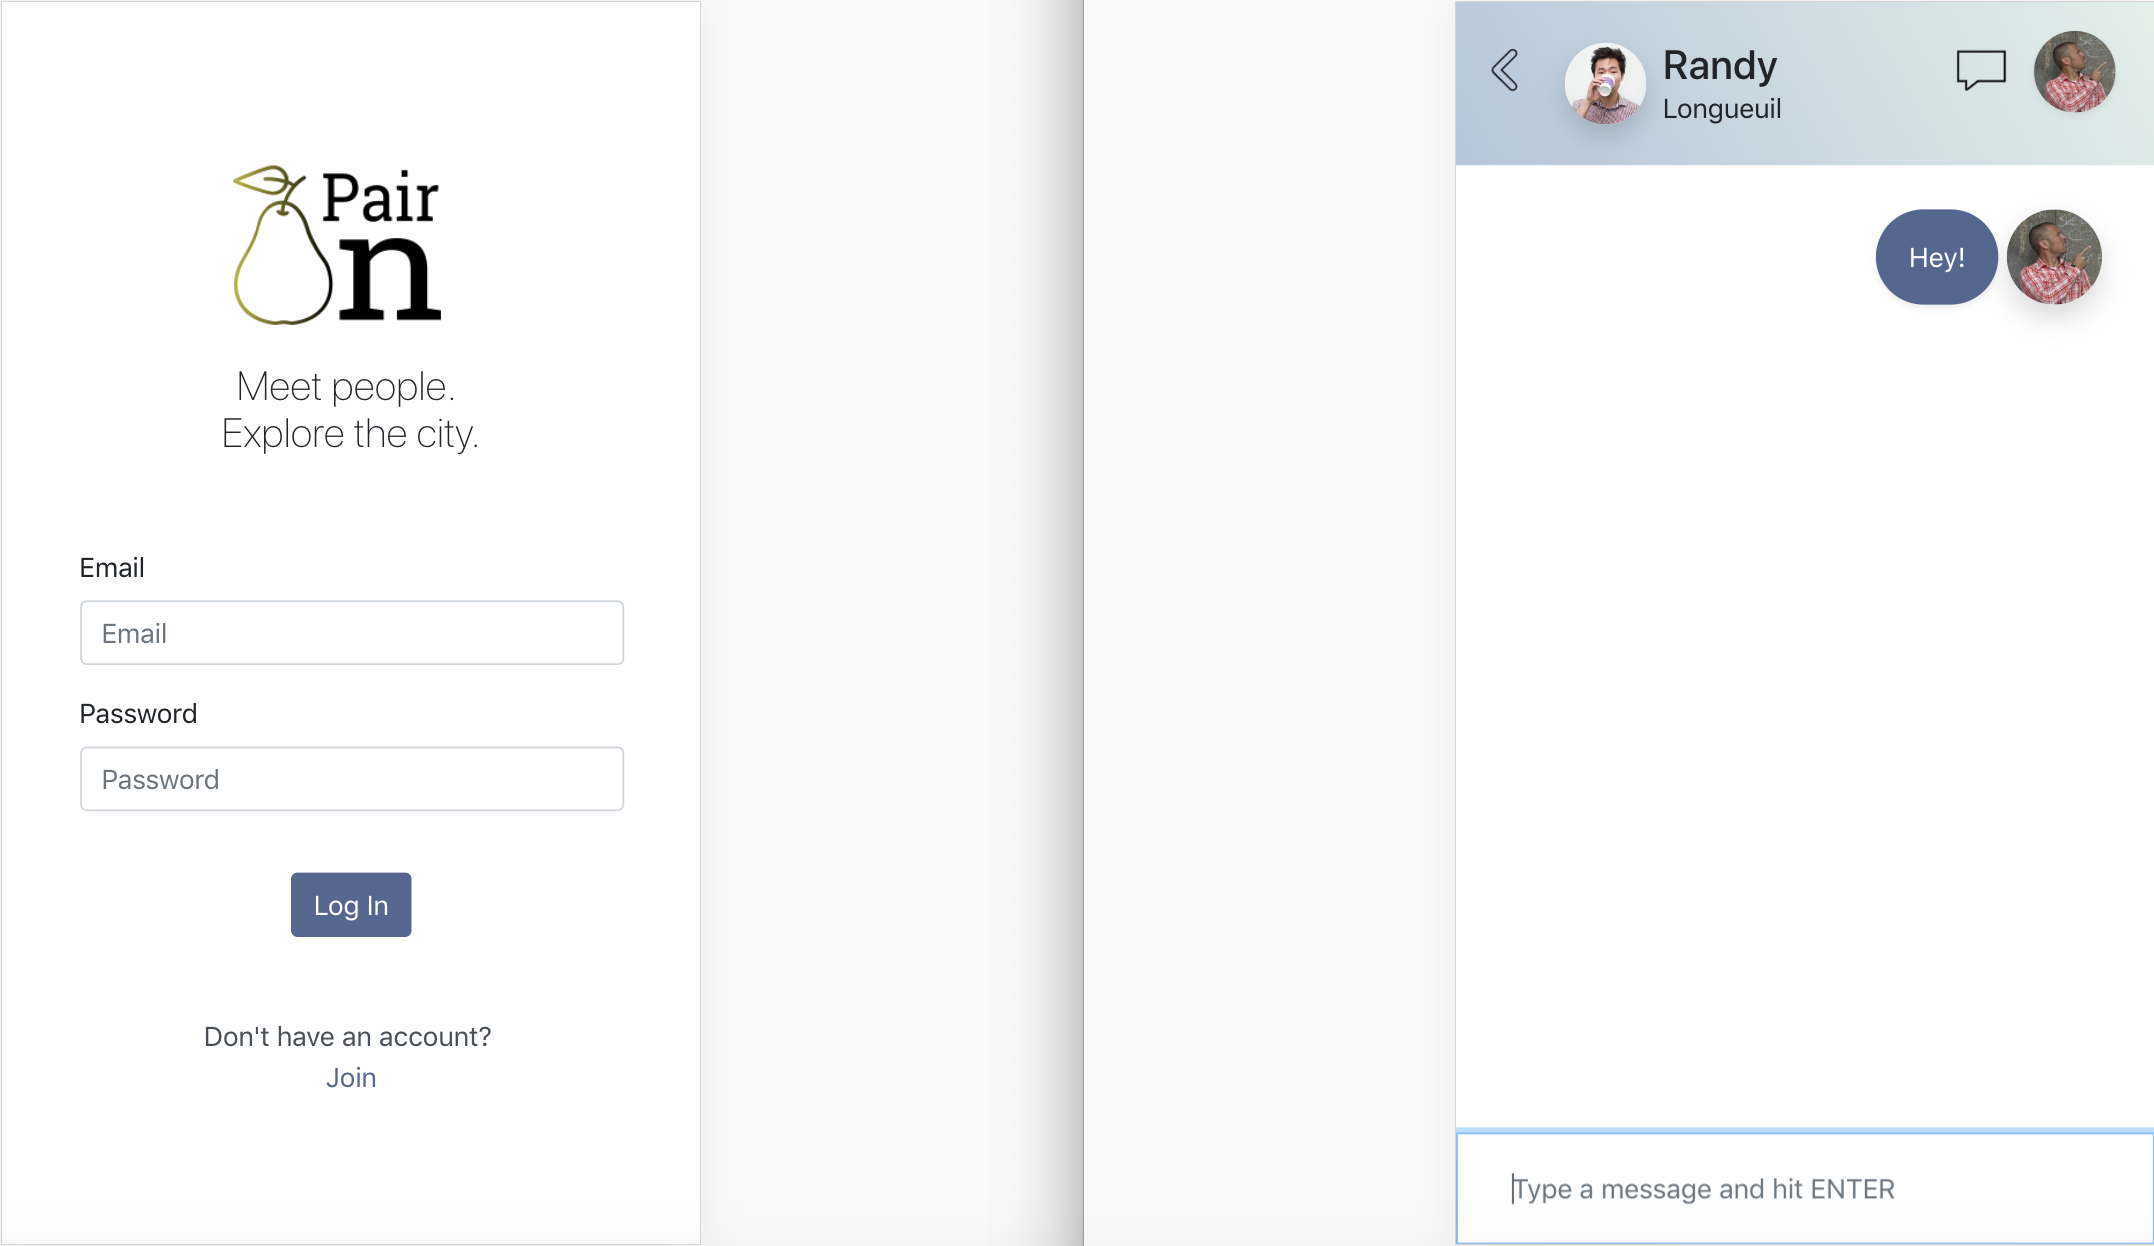 Pair
On
Meet people.
Explore the city.
Email
Email
Password
Password
Log In
Don't have an account?
Join
Randy
Longueuil
Hey!
Type a message and hit ENTER